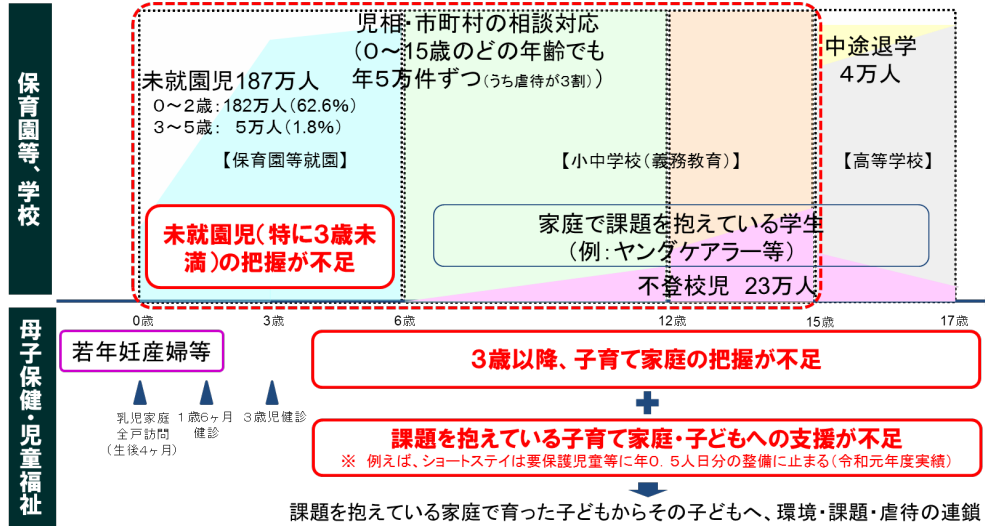 保育園等、学校
児相・市町村の相談対応
(0～15歳のどの年齢でも
年5万件ずつ(うち虐待が3割))
未就園児187万人
0～2歳：182万人(62.6%)
3～5歳： 5万人(1.8%)
中途退学
4万人
【保育園等就園】
【小中学校(義務教育)】
【高等学校】
未就園児(特に3歳未
満)の把握が不足
家庭で課題を抱えている学生
(例：ヤングケアラー等)
不登校児 23万人
0歳
3歳
6歳
12歳
15歳
17歳
母子保健・児童福祉
若年妊産婦等
乳児家庭
全戸訪問
(生後4ヶ月)
1歳6ヶ月
健診
3歳児健診
3歳以降、子育て家庭の把握が不足
課題を抱えている子育て家庭・子どもへの支援が不足
※ 例えば、ショートステイは要保護児童等に年0.5人日分の整備に止まる(令和元年度実績)
課題を抱えている家庭で育った子どもからその子どもへ、環境・課題・虐待の連鎖